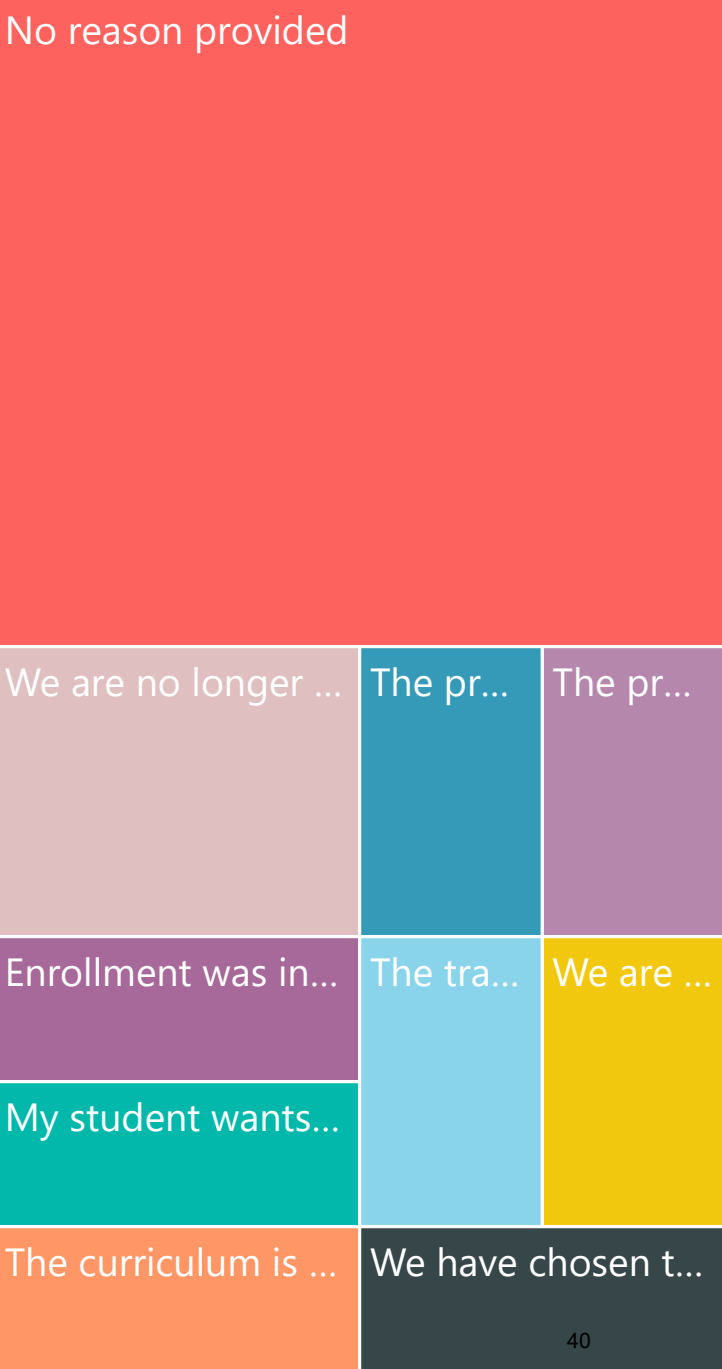 No reason provided
We are no longer ...
The pr...
The pr...
Enrollment was in...
The tra...
We are ...
My student wants...
The curriculum is ...
We have chosen t...
40